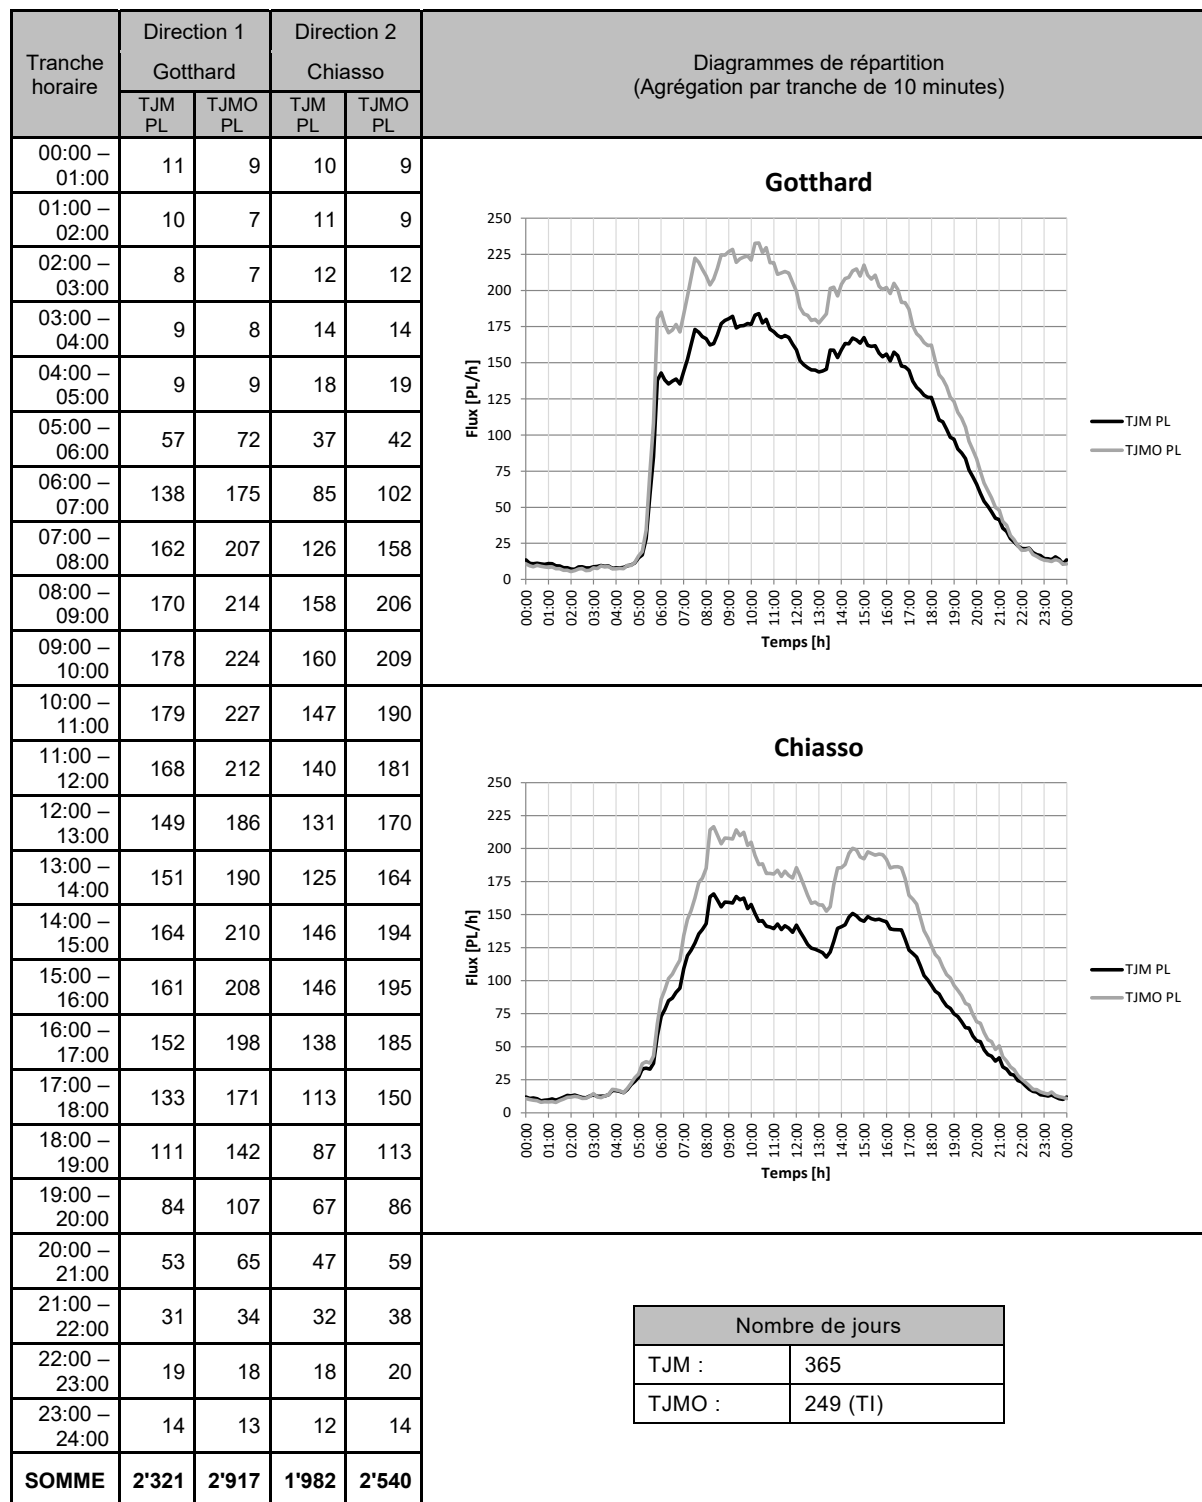 Tranche horaire
Direction 1
Direction 2
Diagrammes de répartition
(Agrégation par tranche de 10 minutes)
Gotthard
Chiasso
TJM PL
TJMO PL
TJM PL
TJMO PL
00:00 – 01:00 11 9 10 9
01:00 – 02:00 10 7 11 9
02:00 – 03:00 8 7 12 12
03:00 – 04:00 9 8 14 14
04:00 – 05:00 9 9 18 19
05:00 – 06:00 57 72 37 42
06:00 – 07:00 138 175 85 102
07:00 – 08:00 162 207 126 158
08:00 – 09:00 170 214 158 206
09:00 – 10:00 178 224 160 209
10:00 – 11:00 179 227 147 190
11:00 – 12:00 168 212 140 181
12:00 – 13:00 149 186 131 170
13:00 – 14:00 151 190 125 164
14:00 – 15:00 164 210 146 194
15:00 – 16:00 161 208 146 195
16:00 – 17:00 152 198 138 185
17:00 – 18:00 133 171 113 150
18:00 – 19:00 111 142 87 113
19:00 – 20:00 84 107 67 86
20:00 – 21:00 53 65 47 59
21:00 – 22:00 31 34 32 38
22:00 – 23:00 19 18 18 20
23:00 – 24:00 14 13 12 14
SOMME 2'321 2'917 1'982 2'540
Gotthard
Flux [PL/h]
250
225
200
175
150
125
100
75
50
25
0
00:00 01:00 02:00 03:00 04:00 05:00 06:00 07:00 08:00 09:00 10:00 11:00 12:00 13:00 14:00 15:00 16:00 17:00 18:00 19:00 20:00 21:00 22:00 23:00 00:00
Temps [h]
TJM PL
TJMO PL
Chiasso
Flux [PL/h]
250
225
200
175
150
125
100
75
50
25
0
00:00 01:00 02:00 03:00 04:00 05:00 06:00 07:00 08:00 09:00 10:00 11:00 12:00 13:00 14:00 15:00 16:00 17:00 18:00 19:00 20:00 21:00 22:00 23:00 00:00
Temps [h]
TJM PL
TJMO PL
Nombre de jours
TJM : 365
TJMO : 249 (TI)